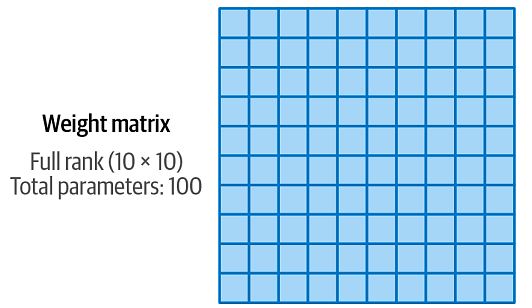 Weight matrix
Full rank (10 × 10)
Total parameters: 100